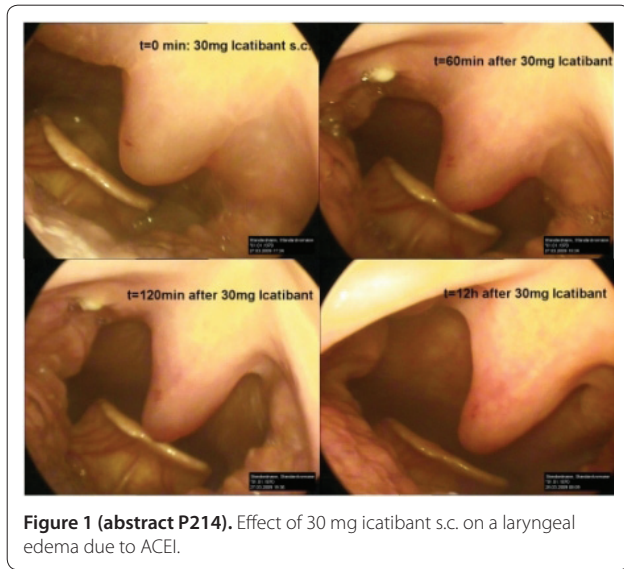 t=0 min: 30mg Icatibant s.c.
t=60min after 30mg Icatibant
t=120min after 30mg Icatibant
t=12h after 30mg Icatibant
Figure 1 (abstract P214). Effect of 30 mg icatibant s.c. on a laryngeal
edema due to ACEI.